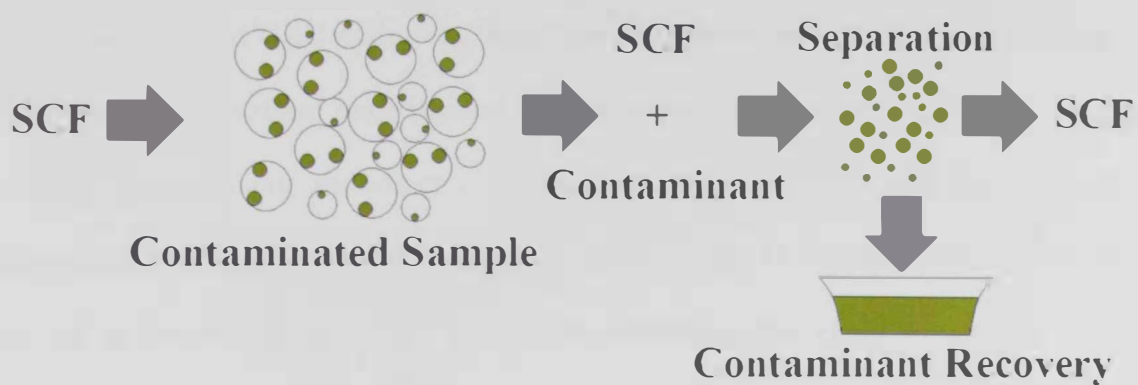 SCF
Contaminated Sample
SCF
+
Contaminant
Separation
SCF
Contaminant Recovery